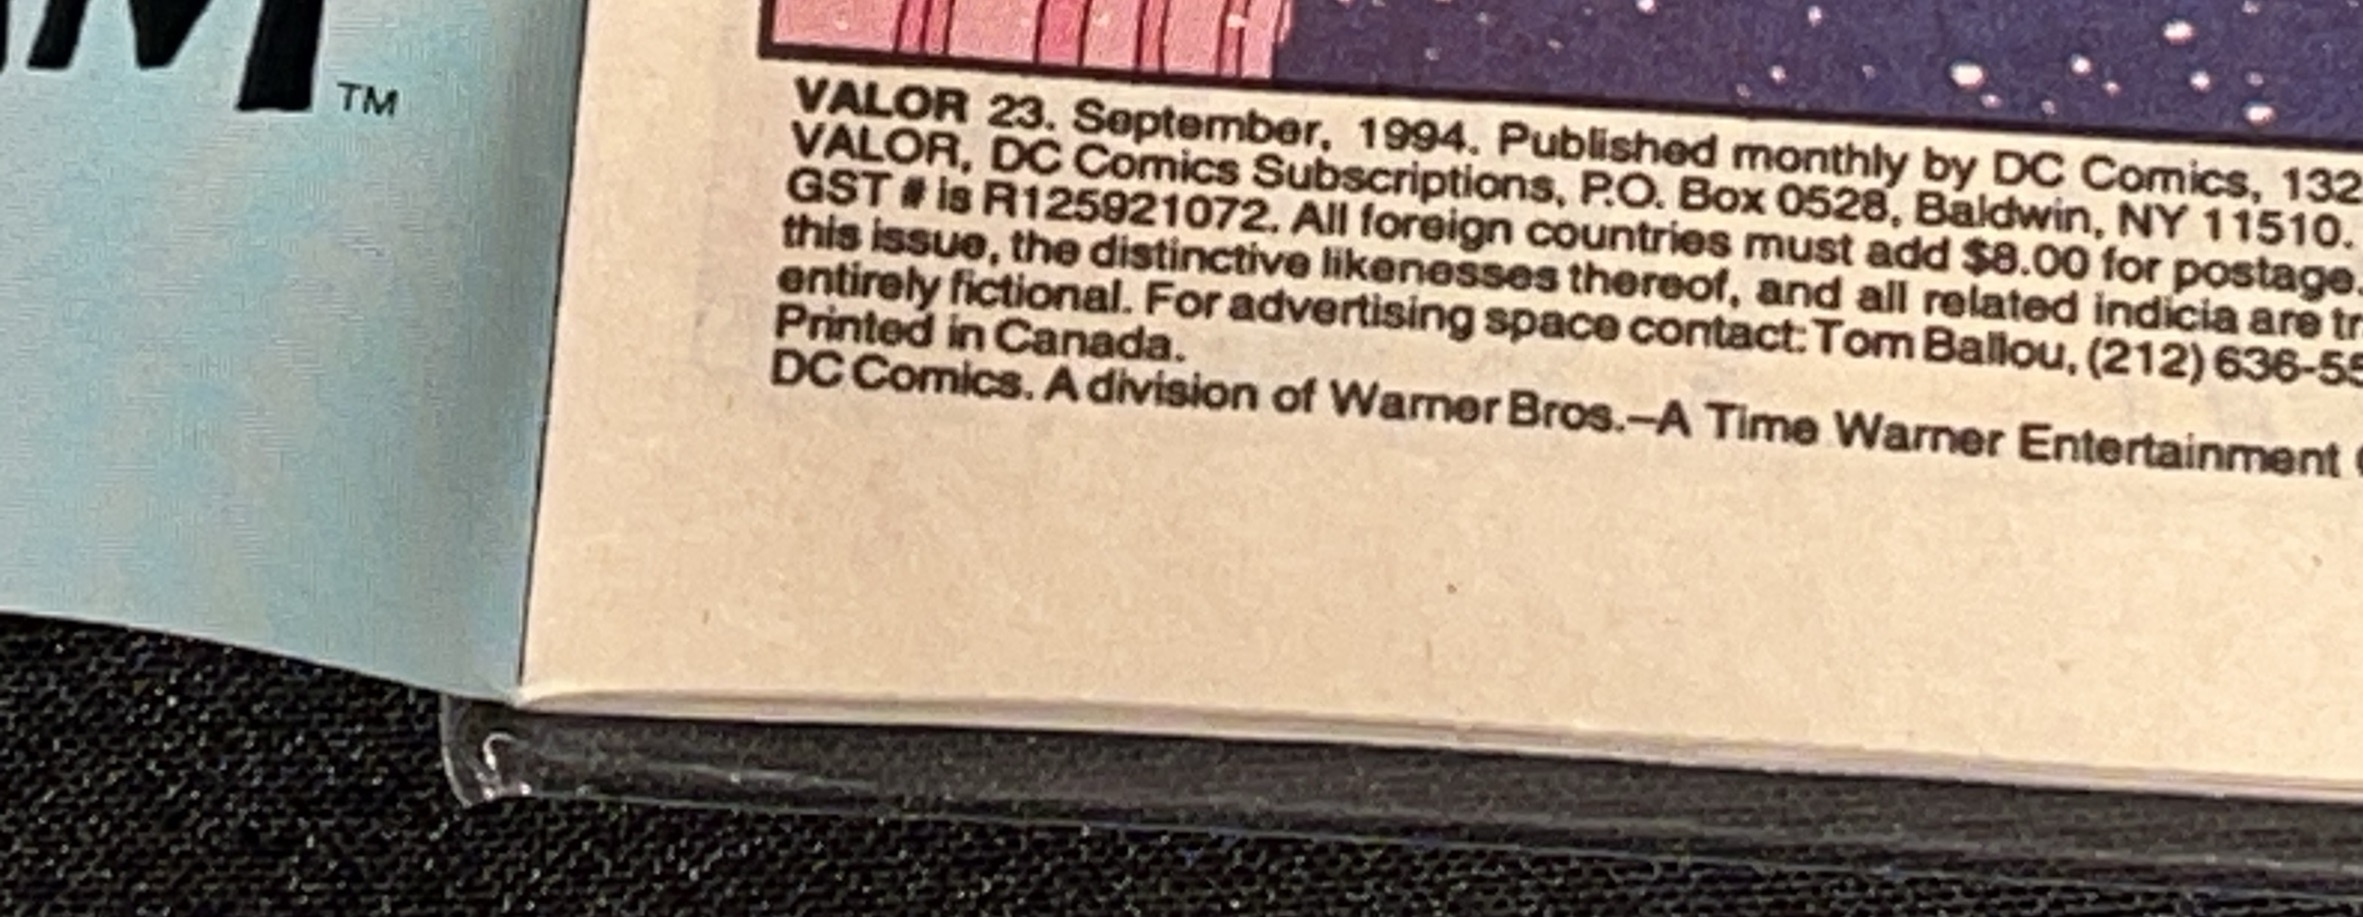 TM
VALOR 23. September, 1994. Published monthly by DC Comics, 132
VALOR, DC Comics Subscriptions, P.O. Box 0528, Baldwin, NY 11510.
GST # is R125921072. All foreign countries must add $8.00 for postage.
this issue, the distinctive likenesses thereof, and all related indicia are tr
entirely fictional. For advertising space contact: Tom Ballou, (212) 636-55
Printed in Canada.
DC Comics. A division of Warner Bros.–A Time Warner Entertainment